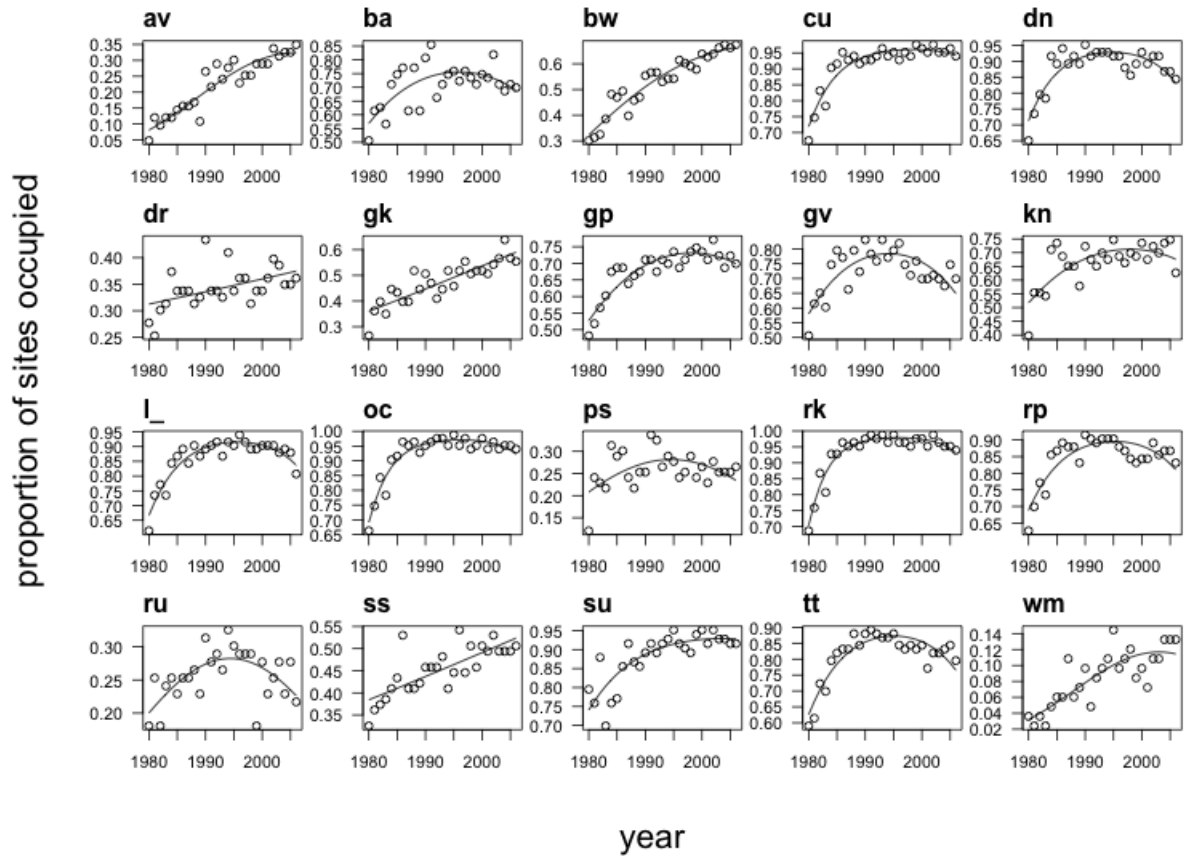 proportion of sites occupied
av
0.35
0.30
0.25
0.20
0.15
0.10
0.05
1980 1990 2000
ba
0.85
0.80
0.75
0.70
0.65
0.60
0.55
0.50
1980 1990 2000
bw
0.6
0.5
0.4
0.3
1980 1990 2000
cu
0.95
0.90
0.85
0.80
0.75
0.70
1980 1990 2000
dn
0.95
0.90
0.85
0.80
0.75
0.70
0.65
1980 1990 2000
dr
0.40
0.35
0.30
0.25
1980 1990 2000
gk
0.6
0.5
0.4
0.3
1980 1990 2000
gp
0.75
0.70
0.65
0.60
0.55
0.50
1980 1990 2000
gv
0.80
0.75
0.70
0.65
0.60
0.55
0.50
1980 1990 2000
kn
0.75
0.70
0.65
0.60
0.55
0.50
0.45
0.40
1980 1990 2000
l_
0.95
0.90
0.85
0.80
0.75
0.70
0.65
1980 1990 2000
oc
1.00
0.95
0.90
0.85
0.80
0.75
0.70
0.65
1980 1990 2000
ps
0.30
0.25
0.20
0.15
1980 1990 2000
rk
1.00
0.95
0.90
0.85
0.80
0.75
0.70
1980 1990 2000
rp
0.90
0.85
0.80
0.75
0.70
0.65
1980 1990 2000
ru
0.30
0.25
0.20
1980 1990 2000
ss
0.55
0.50
0.45
0.40
0.35
1980 1990 2000
su
0.95
0.90
0.85
0.80
0.75
0.70
1980 1990 2000
tt
0.90
0.85
0.80
0.75
0.70
0.65
0.60
1980 1990 2000
wm
0.14
0.12
0.10
0.08
0.06
0.04
0.02
1980 1990 2000
year